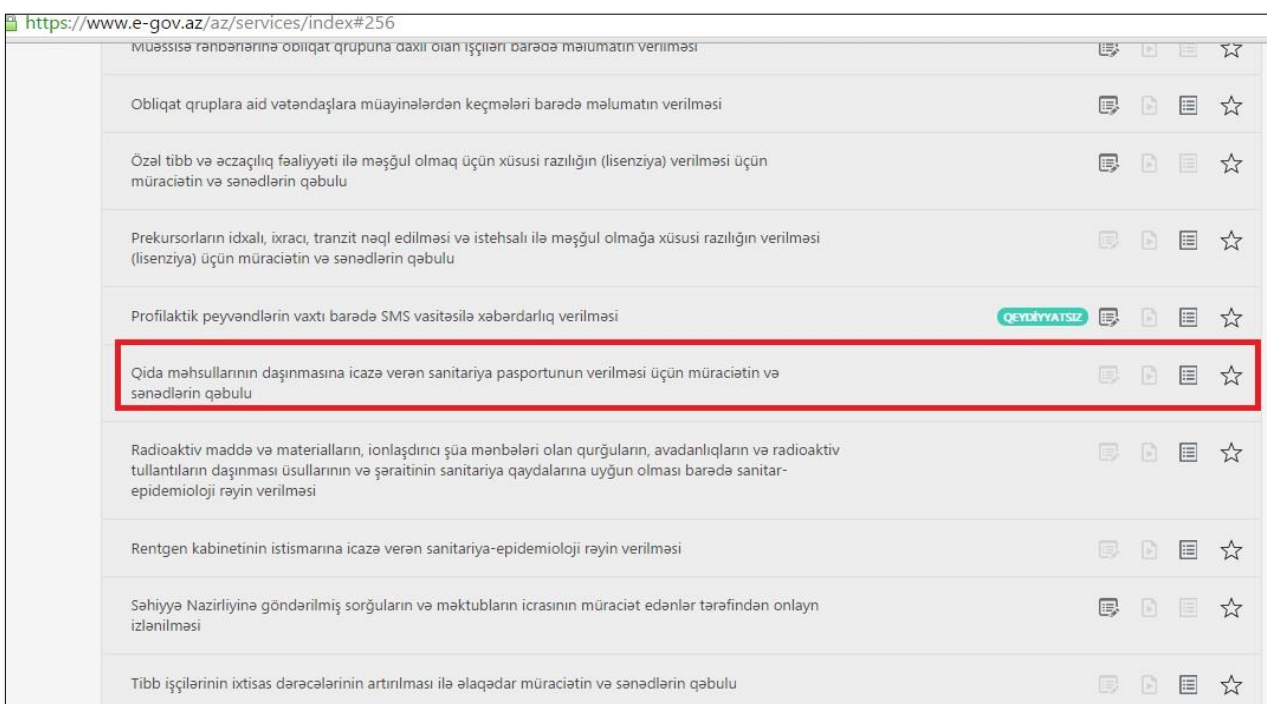 https://www.e-gov.az/az/services/index#256
Müəssisə rəhbərlərinə obliqat qrupuna daxil olan işçiləri barədə məlumatın verilməsi
Obliqat qruplara aid vətəndaşlara müayinələrdən keçmələri barədə məlumatın verilməsi
Özəl tibb və əczaçılıq fəaliyyəti ilə məşğul olmaq üçün xüsusi razılığın (lisenziya) verilməsi üçün
müraciətin və sənədlərin qəbulu
Prekursorların idxalı, ixracı, tranzit nəql edilməsi və istehsalı ilə məşğul olmağa xüsusi razılığın verilməsi
(lisenziya) üçün müraciətin və sənədlərin qəbulu
Profilaktik peyvəndlərin vaxtı barədə SMS vasitəsilə xəbərdarlıq verilməsi
QEYDİYYATSIZ
Qida məhsullarının daşınmasına icazə verən sanitariya pasportunun verilməsi üçün müraciətin və
sənədlərin qəbulu
Radioaktiv maddə və materialların, ionlaşdırıcı şüa mənbələri olan qurğuların, avadanlıqların və radioaktiv
tullantıların daşınması üsullarının və şəraitinin sanitariya qaydalarına uyğun olması barədə sanitar-
epidemioloji rəyin verilməsi
Rentgen kabinetinin istismarına icazə verən sanitariya-epidemioloji rəyin verilməsi
Səhiyyə Nazirliyinə göndərilmiş sorğuların və məktubların icrasının müraciət edənlər tərəfindən onlayn
izlənilməsi
Tibb işçilərinin ixtisas dərəcələrinin artırılması ilə əlaqədar müraciətin və sənədlərin qəbulu